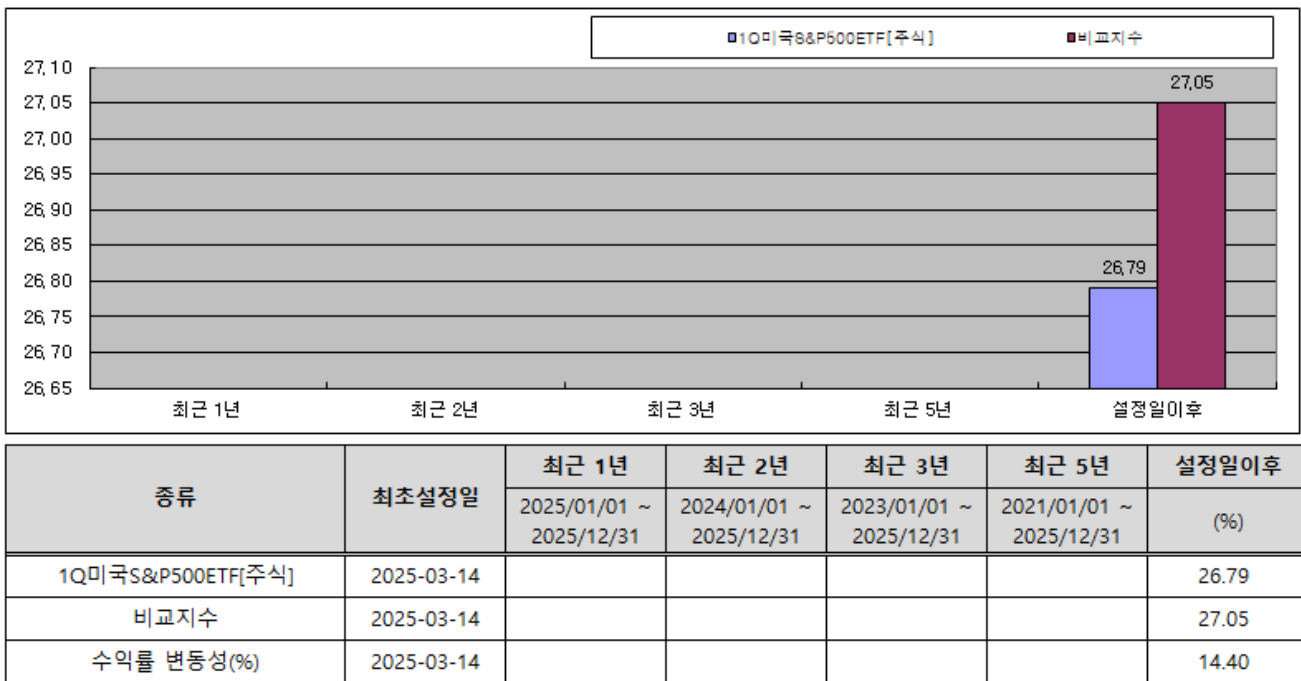 1Q미국S&P500ETF[주식] 비교지수
27,10
27,05
27,00
26,95
26,90
26,85
26,80
26,75
26,70
26,65
27,05
26,79
최근 1년 최근 2년 최근 3년 최근 5년 설정일이후
종류 최초설정일 최근 1년 최근 2년 최근 3년 최근 5년 설정일이후
2025/01/01 ~ 2024/01/01 ~ 2023/01/01 ~ 2021/01/01 ~ (%)
2025/12/31 2025/12/31 2025/12/31 2025/12/31
1Q미국S&P500ETF[주식] 2025-03-14 26.79
비교지수 2025-03-14 27.05
수익률 변동성(%) 2025-03-14 14.40